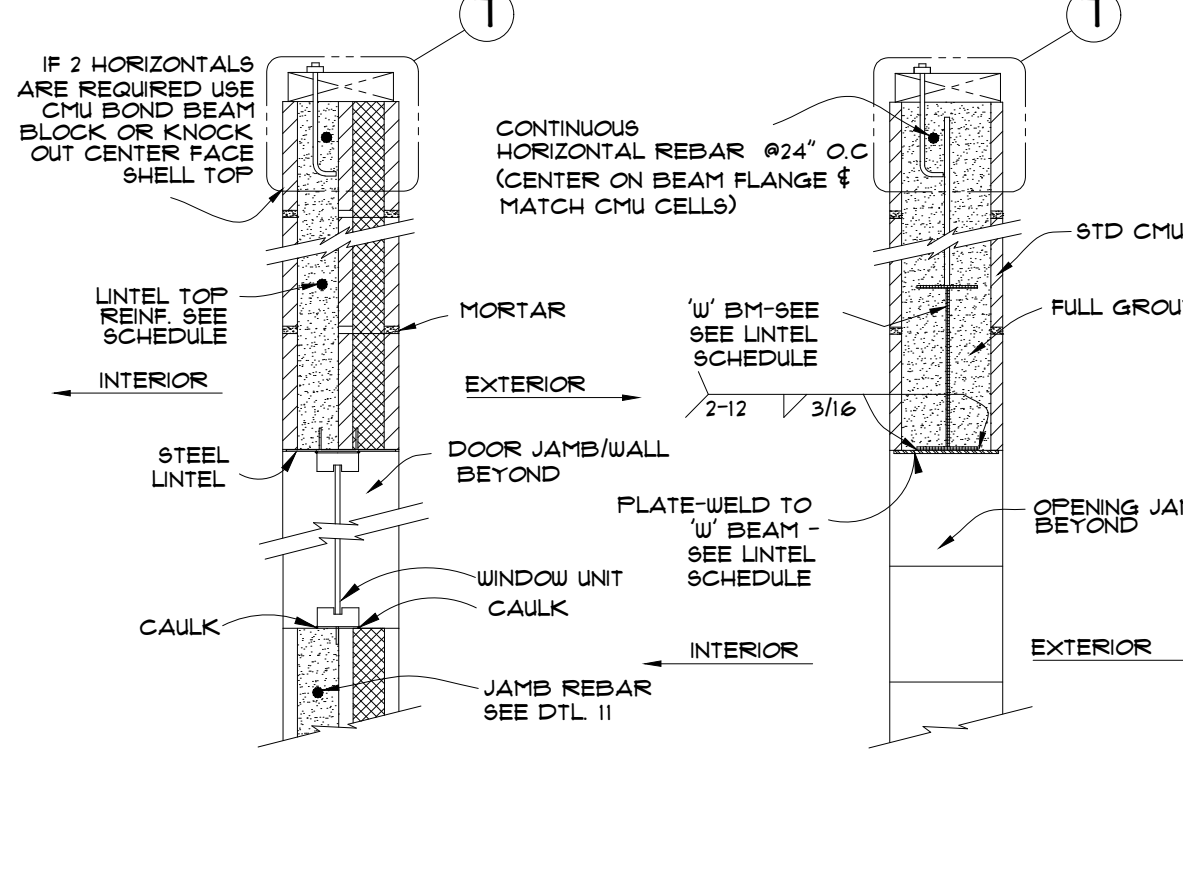 1
IF 2 HORIZONTALS
ARE REQUIRED USE
CMU BOND BEAM
BLOCK OR KNOCK
OUT CENTER FACE
SHELL TOP
LINTEL TOP
REINF. SEE
SCHEDULE
MORTAR
INTERIOR
EXTERIOR
STEEL
LINTEL
DOOR JAMB/WALL
BEYOND
WINDOW UNIT
CAULK
CAULK
JAMB REBAR
SEE DTL. 11
1
CONTINUOUS
HORIZONTAL REBAR @24" O.C
(CENTER ON BEAM FLANGE &
MATCH CMU CELLS)
STD CMU
'W' BM-SEE
SEE LINTEL
SCHEDULE
FULL GROU
2-12
3/16
PLATE-WELD TO
'W' BEAM -
SEE LINTEL
SCHEDULE
OPENING JA
BEYOND
INTERIOR
EXTERIOR